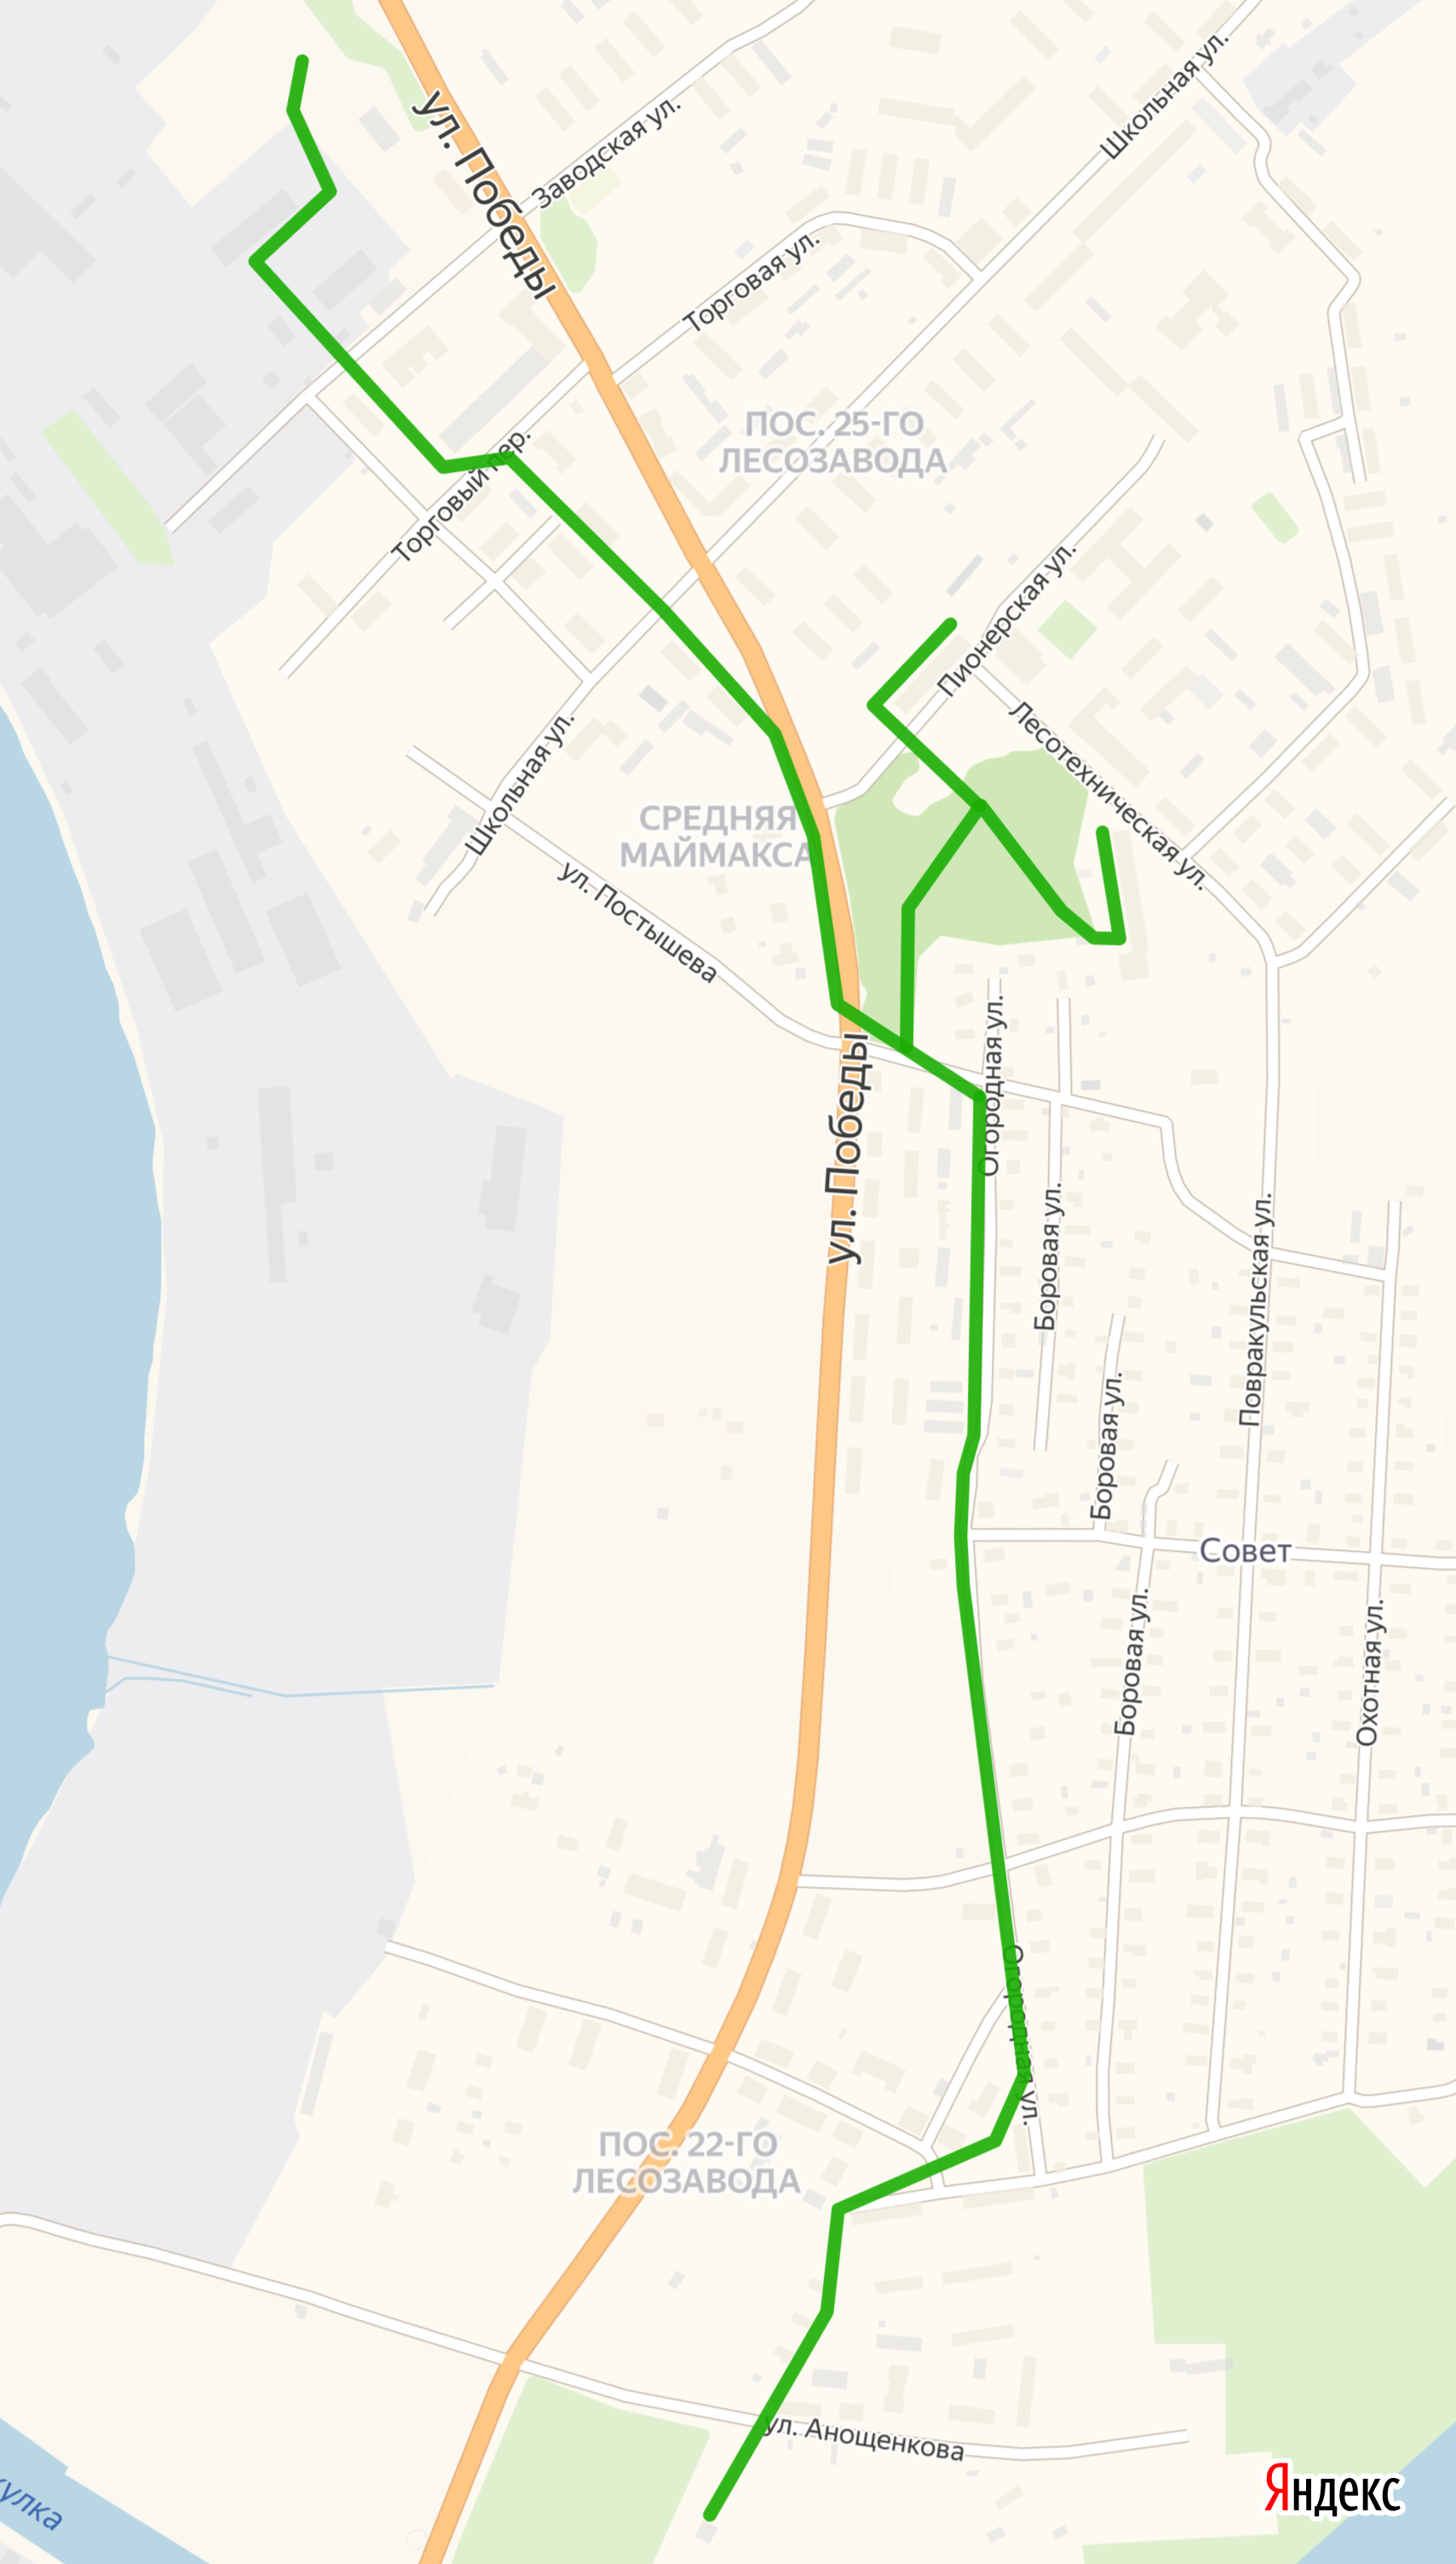 Школьная ул.
ул. Победы
Заводская ул.
Торговая ул.
ПОС. 25-ГО
ЛЕСОЗАВОДА
Торговый пер.
Пионерская ул.
Лесотехническая ул.
Школьная ул.
СРЕДНЯЯ
МАЙМАКСА
ул. Постышева
Огородная ул.
ул. Победы
Боровая ул.
Повракульская ул.
Боровая ул.
Совет
Боровая ул.
Охотная ул.
Огородная ул.
ПОС. 22-ГО
ЛЕСОЗАВОДА
ул. Анощенкова
Яндекс